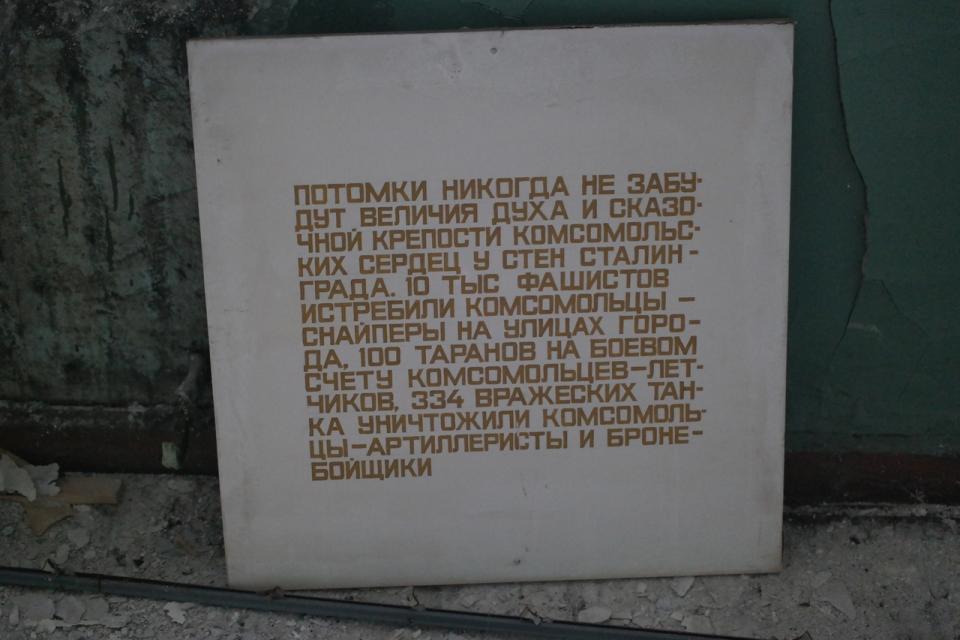 ПОТОМКИ НИКОГДА НЕ ЗАБУ-
ДУТ ВЕЛИЧИЯ ДУХА И СКАЗО-
ЧНОЙ КРЕПОСТИ КОМСОМОЛЬС-
КИХ СЕРДЕЦ У СТЕН СТАЛИН-
ГРАДА. 10 ТЫС ФАШИСТОВ
ИСТРЕБИЛИ КОМСОМОЛЬЦЫ –
СНАЙПЕРЫ НА УЛИЦАХ ГОРО-
ДА, 100 ТАРАНОВ НА БОЕВОМ
СЧЕТУ КОМСОМОЛЬЦЕВ-ЛЕТ-
ЧИКОВ, 334 ВРАЖЕСКИХ ТАН-
КА УНИЧТОЖИЛИ КОМСОМОЛЬ-
ЦЫ-АРТИЛЛЕРИСТЫ И БРОНЕ-
БОЙЩИКИ